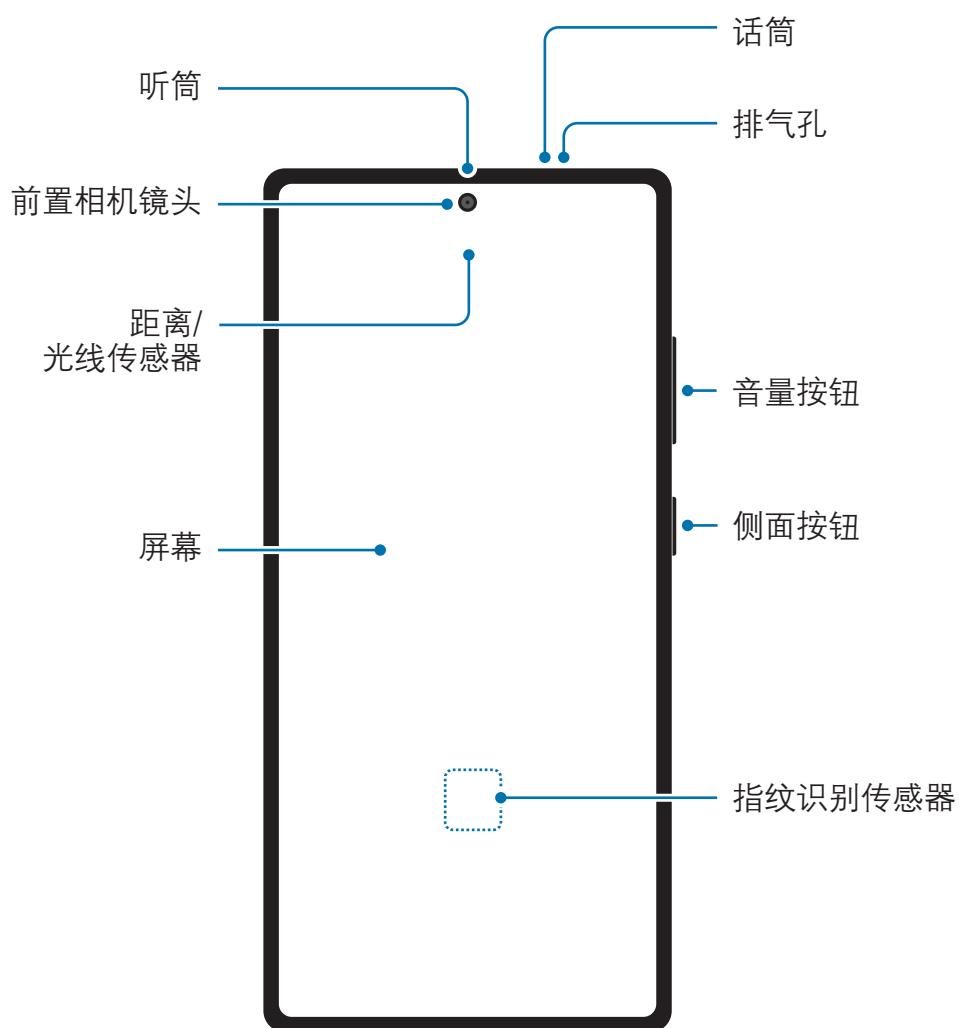 话筒
听筒
排气孔
前置相机镜头
距离/
光线传感器
音量按钮
侧面按钮
屏幕
指纹识别传感器